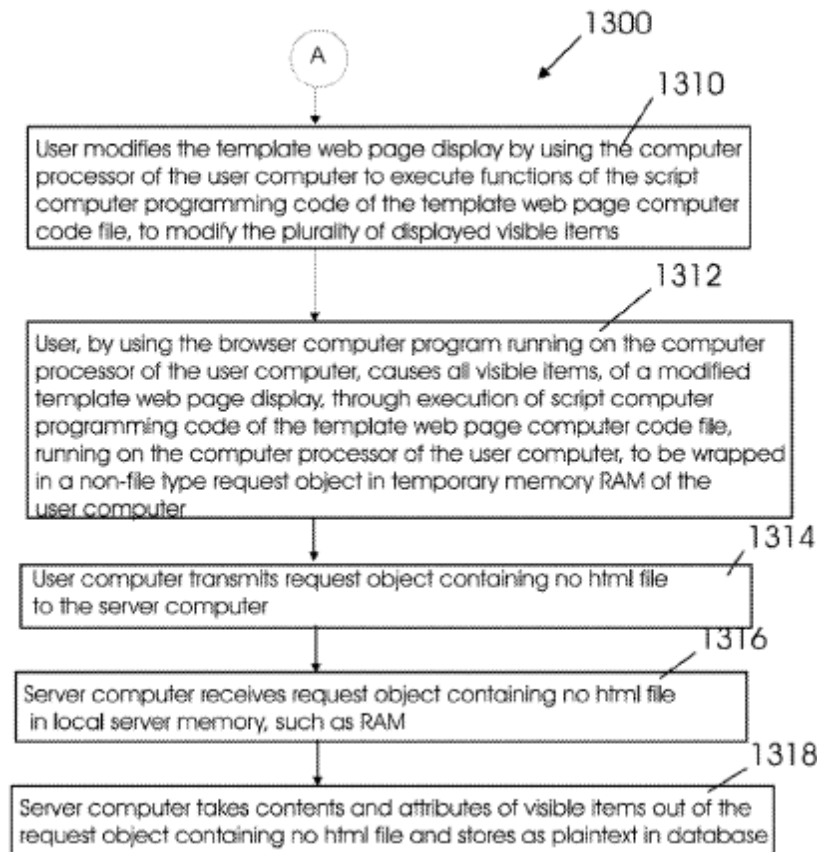 1300
A
1310
User modifies the template web page display by using the computer
processor of the user computer to execute functions of the script
computer programming code of the template web page computer
code file, to modify the plurality of displayed visible items
1312
User, by using the browser computer program running on the computer
processor of the user computer, causes all visible items, of a modified
template web page display, through execution of script computer
programming code of the template web page computer code file,
running on the computer processor of the user computer, to be wrapped
in a non-file type request object in temporary memory RAM of the
user computer
1314
User computer transmits request object containing no html file
to the server computer
1316
Server computer receives request object containing no html file
in local server memory, such as RAM
1318
Server computer takes contents and attributes of visible items out of the
request object containing no html file and stores as plaintext in database